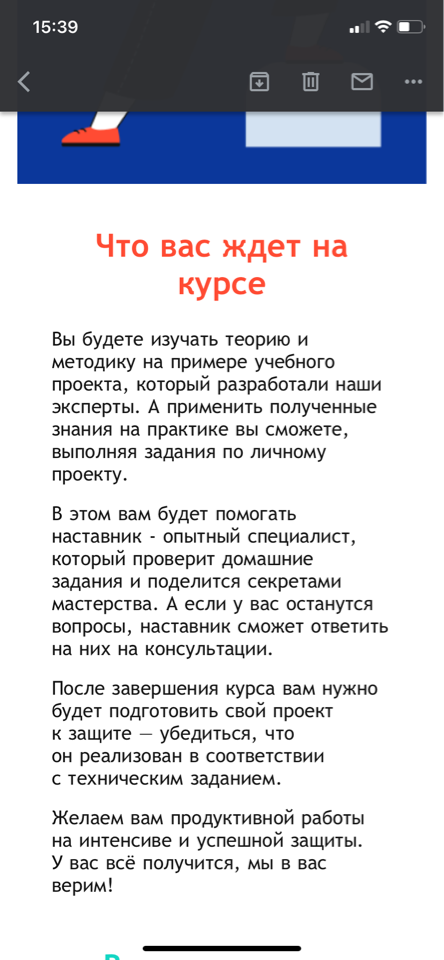 15:39
Что вас ждет на
курсе
Вы будете изучать теорию и
методику на примере учебного
проекта, который разработали наши
эксперты. А применить полученные
знания на практике вы сможете,
выполняя задания по личному
проекту.
В этом вам будет помогать
наставник - опытный специалист,
который проверит домашние
задания и поделится секретами
мастерства. А если у вас останутся
вопросы, наставник сможет ответить
на них на консультации.
После завершения курса вам нужно
будет подготовить свой проект
к защите — убедиться, что
он реализован в соответствии
с техническим заданием.
Желаем вам продуктивной работы
на интенсиве и успешной защиты.
У вас всё получится, мы в вас
верим!